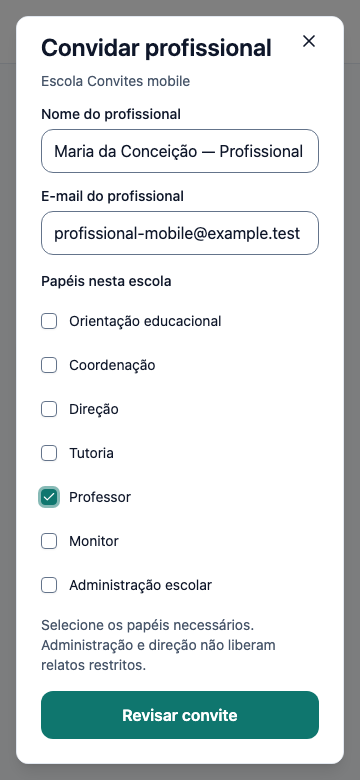 Convidar profissional
Escola Convites mobile
Nome do profissional
Maria da Conceição — Profissional
E-mail do profissional
profissional-mobile@example.test
Papéis nesta escola
Orientação educacional
Coordenação
Direção
Tutoria
Professor
Monitor
Administração escolar
Selecione os papéis necessários.
Administração e direção não liberam
relatos restritos.
Revisar convite